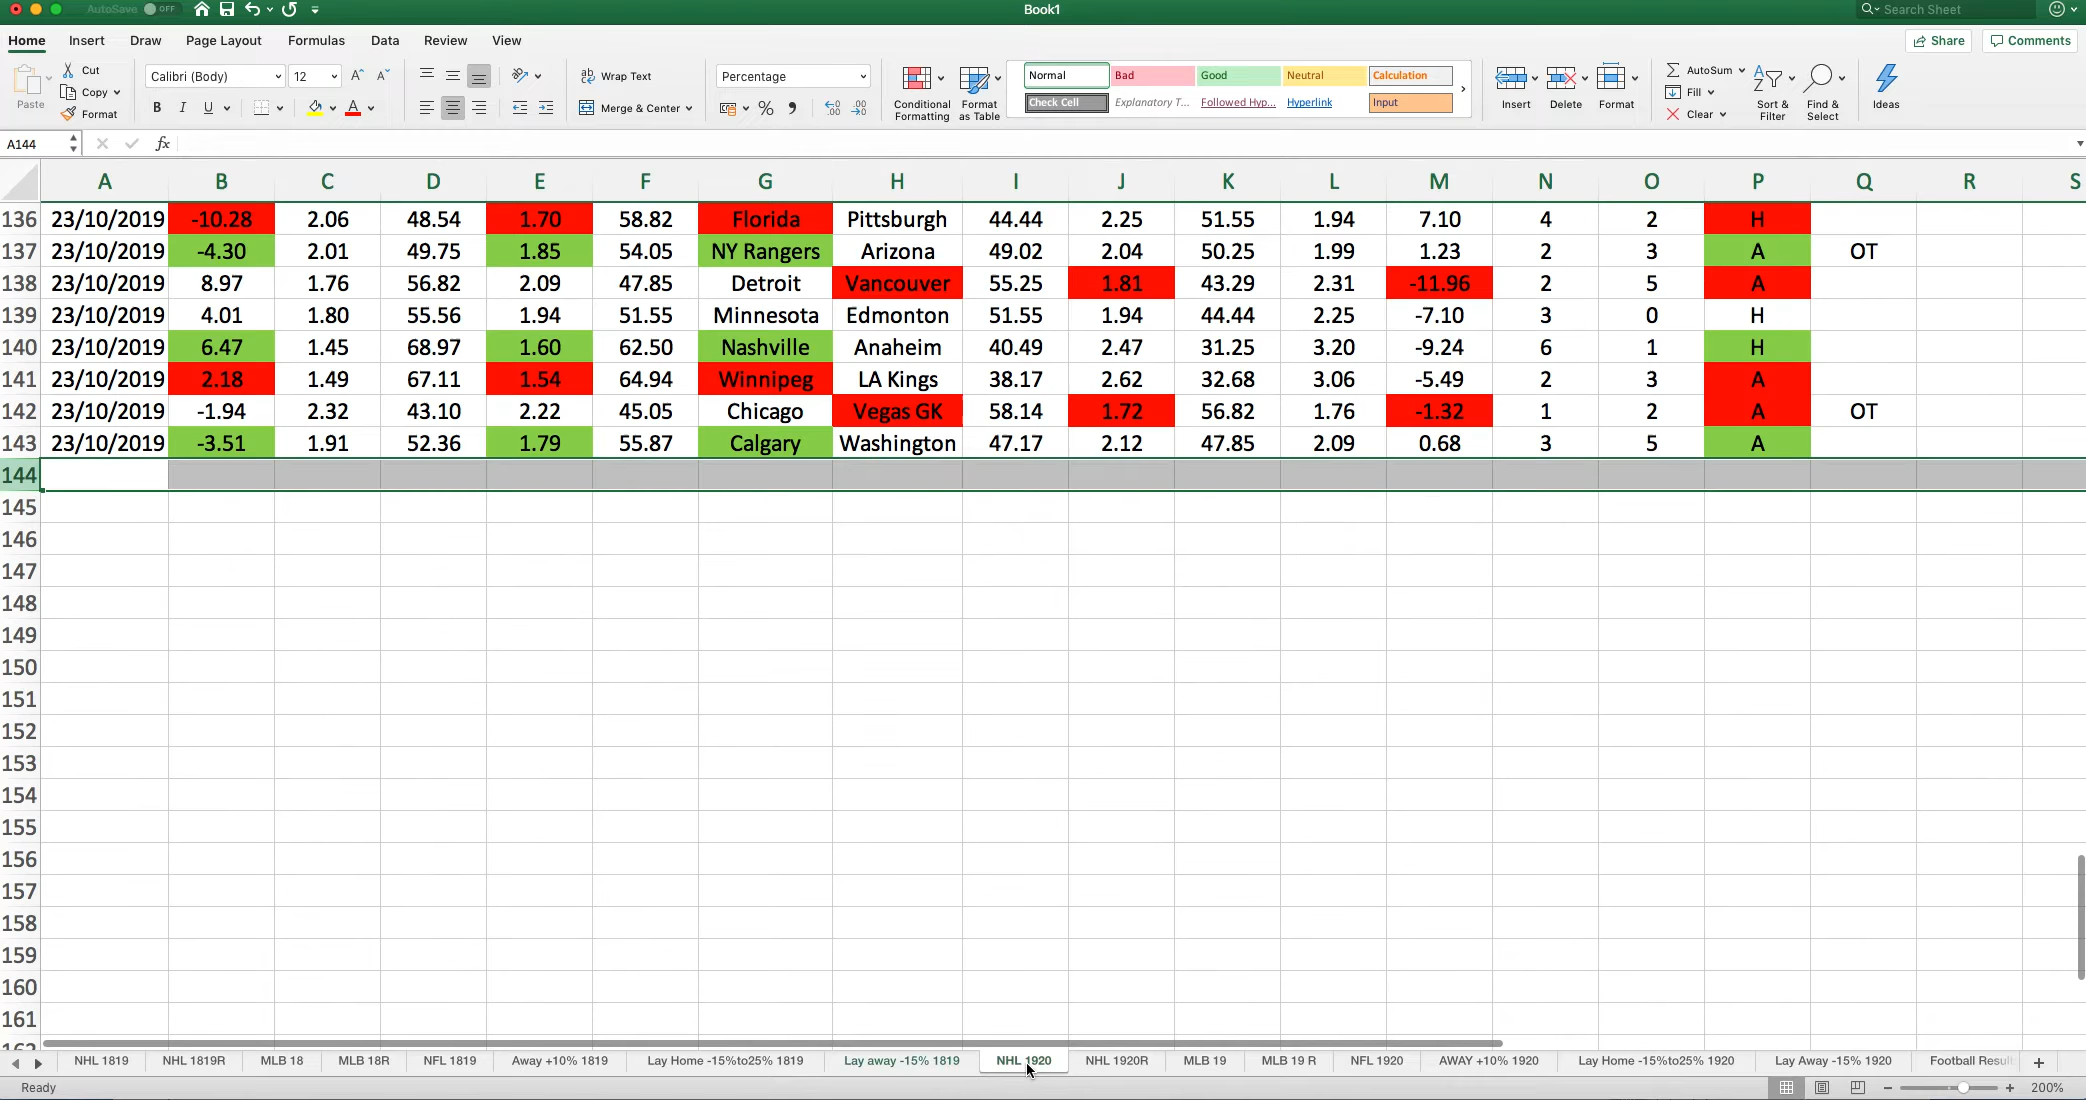 AutoSave OFF Book1 Search Sheet
Home Insert Draw Page Layout Formulas Data Review View Share Comments
Paste Cut Copy Format
Calibri (Body) 12 A^ A˅
B I U A
ab Wrap Text
Merge & Center
Percentage
% 9 .0 .00
Conditional Formatting Format as Table
Normal Bad Good Neutral Calculation
Check Cell Explanatory T... Followed Hyp... Hyperlink Input
Insert Delete Format
AutoSum Fill Clear
Sort & Filter Find & Select Ideas
A144 fx
A B C D E F G H I J K L M N O P Q R S
136 23/10/2019 -10.28 2.06 48.54 1.70 58.82 Florida Pittsburgh 44.44 2.25 51.55 1.94 7.10 4 2 H
137 23/10/2019 -4.30 2.01 49.75 1.85 54.05 NY Rangers Arizona 49.02 2.04 50.25 1.99 1.23 2 3 A OT
138 23/10/2019 8.97 1.76 56.82 2.09 47.85 Detroit Vancouver 55.25 1.81 43.29 2.31 -11.96 2 5 A
139 23/10/2019 4.01 1.80 55.56 1.94 51.55 Minnesota Edmonton 51.55 1.94 44.44 2.25 -7.10 3 0 H
140 23/10/2019 6.47 1.45 68.97 1.60 62.50 Nashville Anaheim 40.49 2.47 31.25 3.20 -9.24 6 1 H
141 23/10/2019 2.18 1.49 67.11 1.54 64.94 Winnipeg LA Kings 38.17 2.62 32.68 3.06 -5.49 2 3 A
142 23/10/2019 -1.94 2.32 43.10 2.22 45.05 Chicago Vegas GK 58.14 1.72 56.82 1.76 -1.32 1 2 A OT
143 23/10/2019 -3.51 1.91 52.36 1.79 55.87 Calgary Washington 47.17 2.12 47.85 2.09 0.68 3 5 A
144
145
146
147
148
149
150
151
152
153
154
155
156
157
158
159
160
161
NHL 1819 NHL 1819R MLB 18 MLB 18R NFL 1819 Away +10% 1819 Lay Home -15%to25% 1819 Lay away -15% 1819 NHL 1920 NHL 1920R MLB 19 MLB 19 R NFL 1920 AWAY +10% 1920 Lay Home -15%to25% 1920 Lay Away -15% 1920 Football Resul
Ready 200%